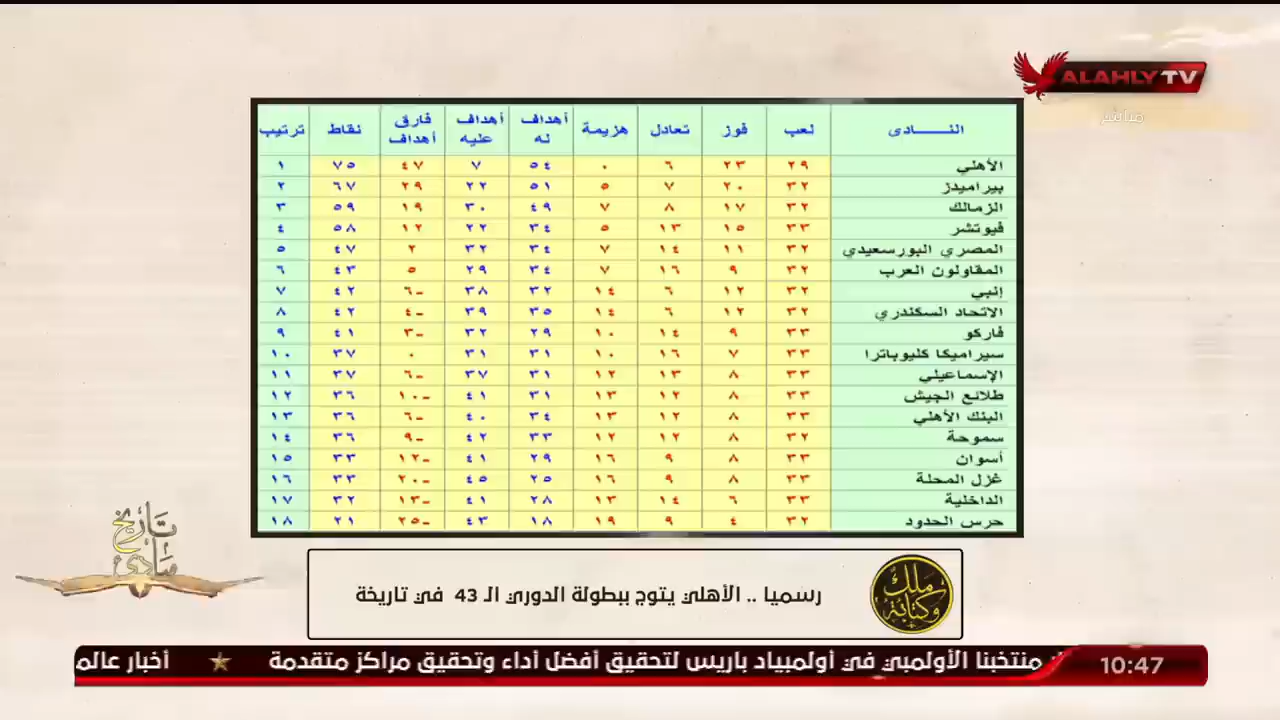 ALAHLY TV
مباشر
النـــادى لعب فوز تعادل هزيمة أهداف له أهداف عليه فارق أهداف نقاط ترتيب
الأهلي ٢٩ ٢٣ ٦ ٠ ٥٤ ٧ ٤٧ ٧٥ ١
بيراميدز ٣٢ ٢٠ ٧ ٥ ٥١ ٢٢ ٢٩ ٦٧ ٢
الزمالك ٣٢ ١٧ ٨ ٧ ٤٩ ٣٠ ١٩ ٥٩ ٣
فيوتشر ٣٣ ١٥ ١٣ ٥ ٣٤ ٢٢ ١٢ ٥٨ ٤
المصري البورسعيدي ٣٢ ١١ ١٤ ٧ ٣٤ ٣٢ ٢ ٤٧ ٥
المقاولون العرب ٣٢ ٩ ١٦ ٧ ٣٤ ٢٩ ٥ ٤٣ ٦
إنبي ٣٢ ١٢ ٦ ١٤ ٣٢ ٣٨ ٦- ٤٢ ٧
الاتحاد السكندري ٣٢ ١٢ ٦ ١٤ ٣٥ ٣٩ ٤- ٤٢ ٨
فاركو ٣٣ ٩ ١٤ ١٠ ٢٩ ٣٢ ٣- ٤١ ٩
سيراميكا كليوباترا ٣٣ ٧ ١٦ ١٠ ٣١ ٣١ ٠ ٣٧ ١٠
الإسماعيلي ٣٣ ٨ ١٣ ١٢ ٣١ ٣٧ ٦- ٣٧ ١١
طلائع الجيش ٣٣ ٨ ١٢ ١٣ ٣١ ٤١ ١٠- ٣٦ ١٢
البنك الأهلي ٣٣ ٨ ١٢ ١٣ ٣٤ ٤٠ ٦- ٣٦ ١٣
سموحة ٣٢ ٨ ١٢ ١٢ ٣٣ ٤٢ ٩- ٣٦ ١٤
أسوان ٣٣ ٨ ٩ ١٦ ٢٩ ٤١ ١٢- ٣٣ ١٥
غزل المحلة ٣٣ ٨ ٩ ١٦ ٢٥ ٤٥ ٢٠- ٣٣ ١٦
الداخلية ٣٣ ٦ ١٤ ١٣ ٢٨ ٤١ ١٣- ٣٢ ١٧
حرس الحدود ٣٢ ٤ ٩ ١٩ ١٨ ٤٣ ٢٥- ٢١ ١٨
تاريخ
مبادئ
ملك
وكتابة
رسميا .. الأهلي يتوج ببطولة الدوري الـ 43 في تاريخة
10:47
منتخبنا الأولمبي في أولمبياد باريس لتحقيق أفضل أداء وتحقيق مراكز متقدمة ★ أخبار عالم